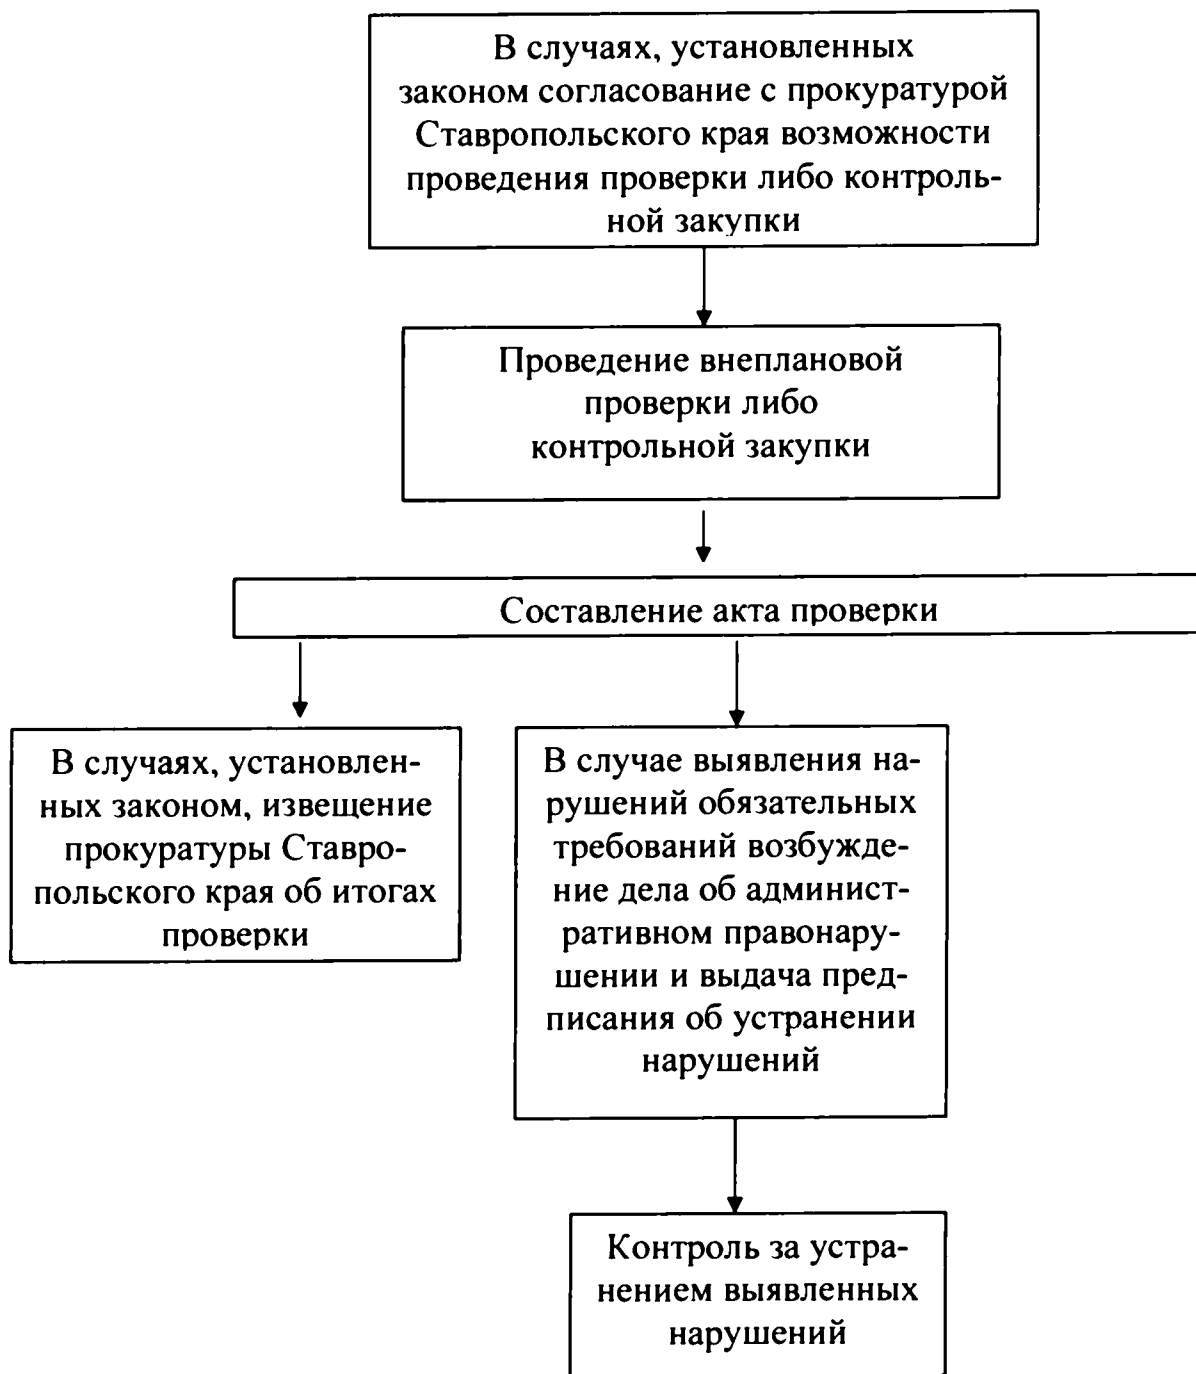 В случаях, установленных
законом согласование с прокуратурой
Ставропольского края возможности
проведения проверки либо контроль-
ной закупки
Проведение внеплановой
проверки либо
контрольной закупки
Составление акта проверки
В случаях, установлен-
ных законом, извещение
прокуратуры Ставро-
польского края об итогах
проверки
В случае выявления на-
рушений обязательных
требований возбужде-
ние дела об админист-
ративном правонару-
шении и выдача пред-
писания об устранении
нарушений
Контроль за устра-
нением выявленных
нарушений